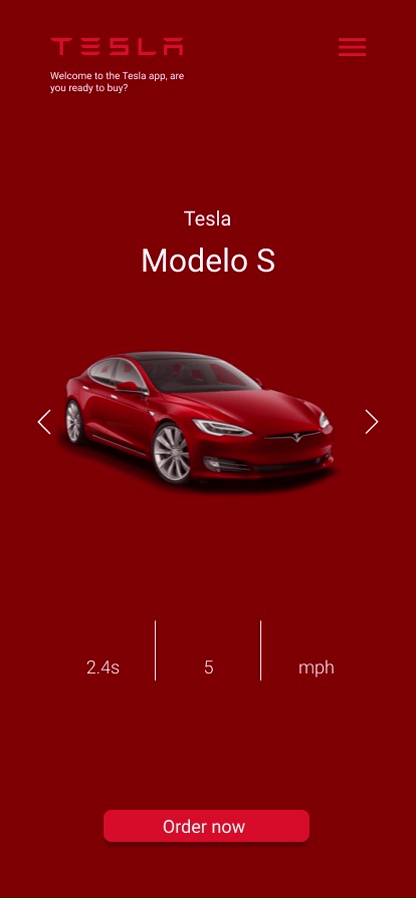 TESLA
Welcome to the Tesla app, are
you ready to buy?
Tesla
Modelo S
2.4s
5
mph
Order now